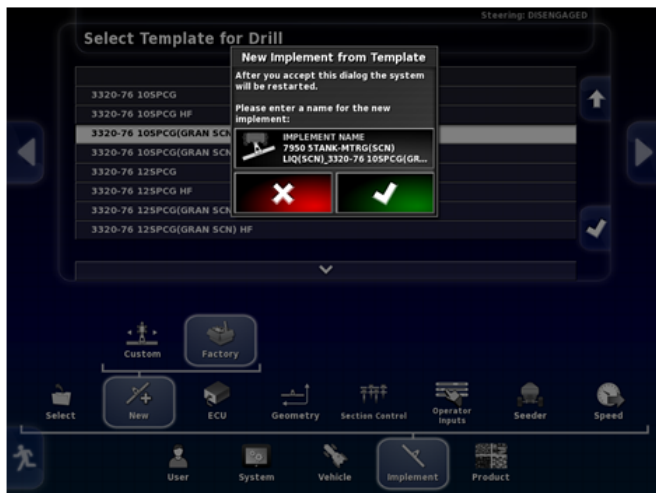 Steering: DISENGAGED
Select Template for Drill
New Implement from Template
After you accept this dialog the system
will be restarted.
Please enter a name for the new
implement:
IMPLEMENT NAME
7950 5TANK-MTRG(SCN)
LIQ(SCN)_3320-76 10SPCG(GR...
3320-76 10SPCG
3320-76 10SPCG HF
3320-76 10SPCG(GRAN SCN
3320-76 10SPCG(GRAN SCN
3320-76 12SPCG
3320-76 12SPCG HF
3320-76 12SPCG(GRAN SCN
3320-76 12SPCG(GRAN SCN) HF
Custom
Factory
Select
New
ECU
Geometry
Section Control
Operator
Inputs
Seeder
Speed
User
System
Vehicle
Implement
Product